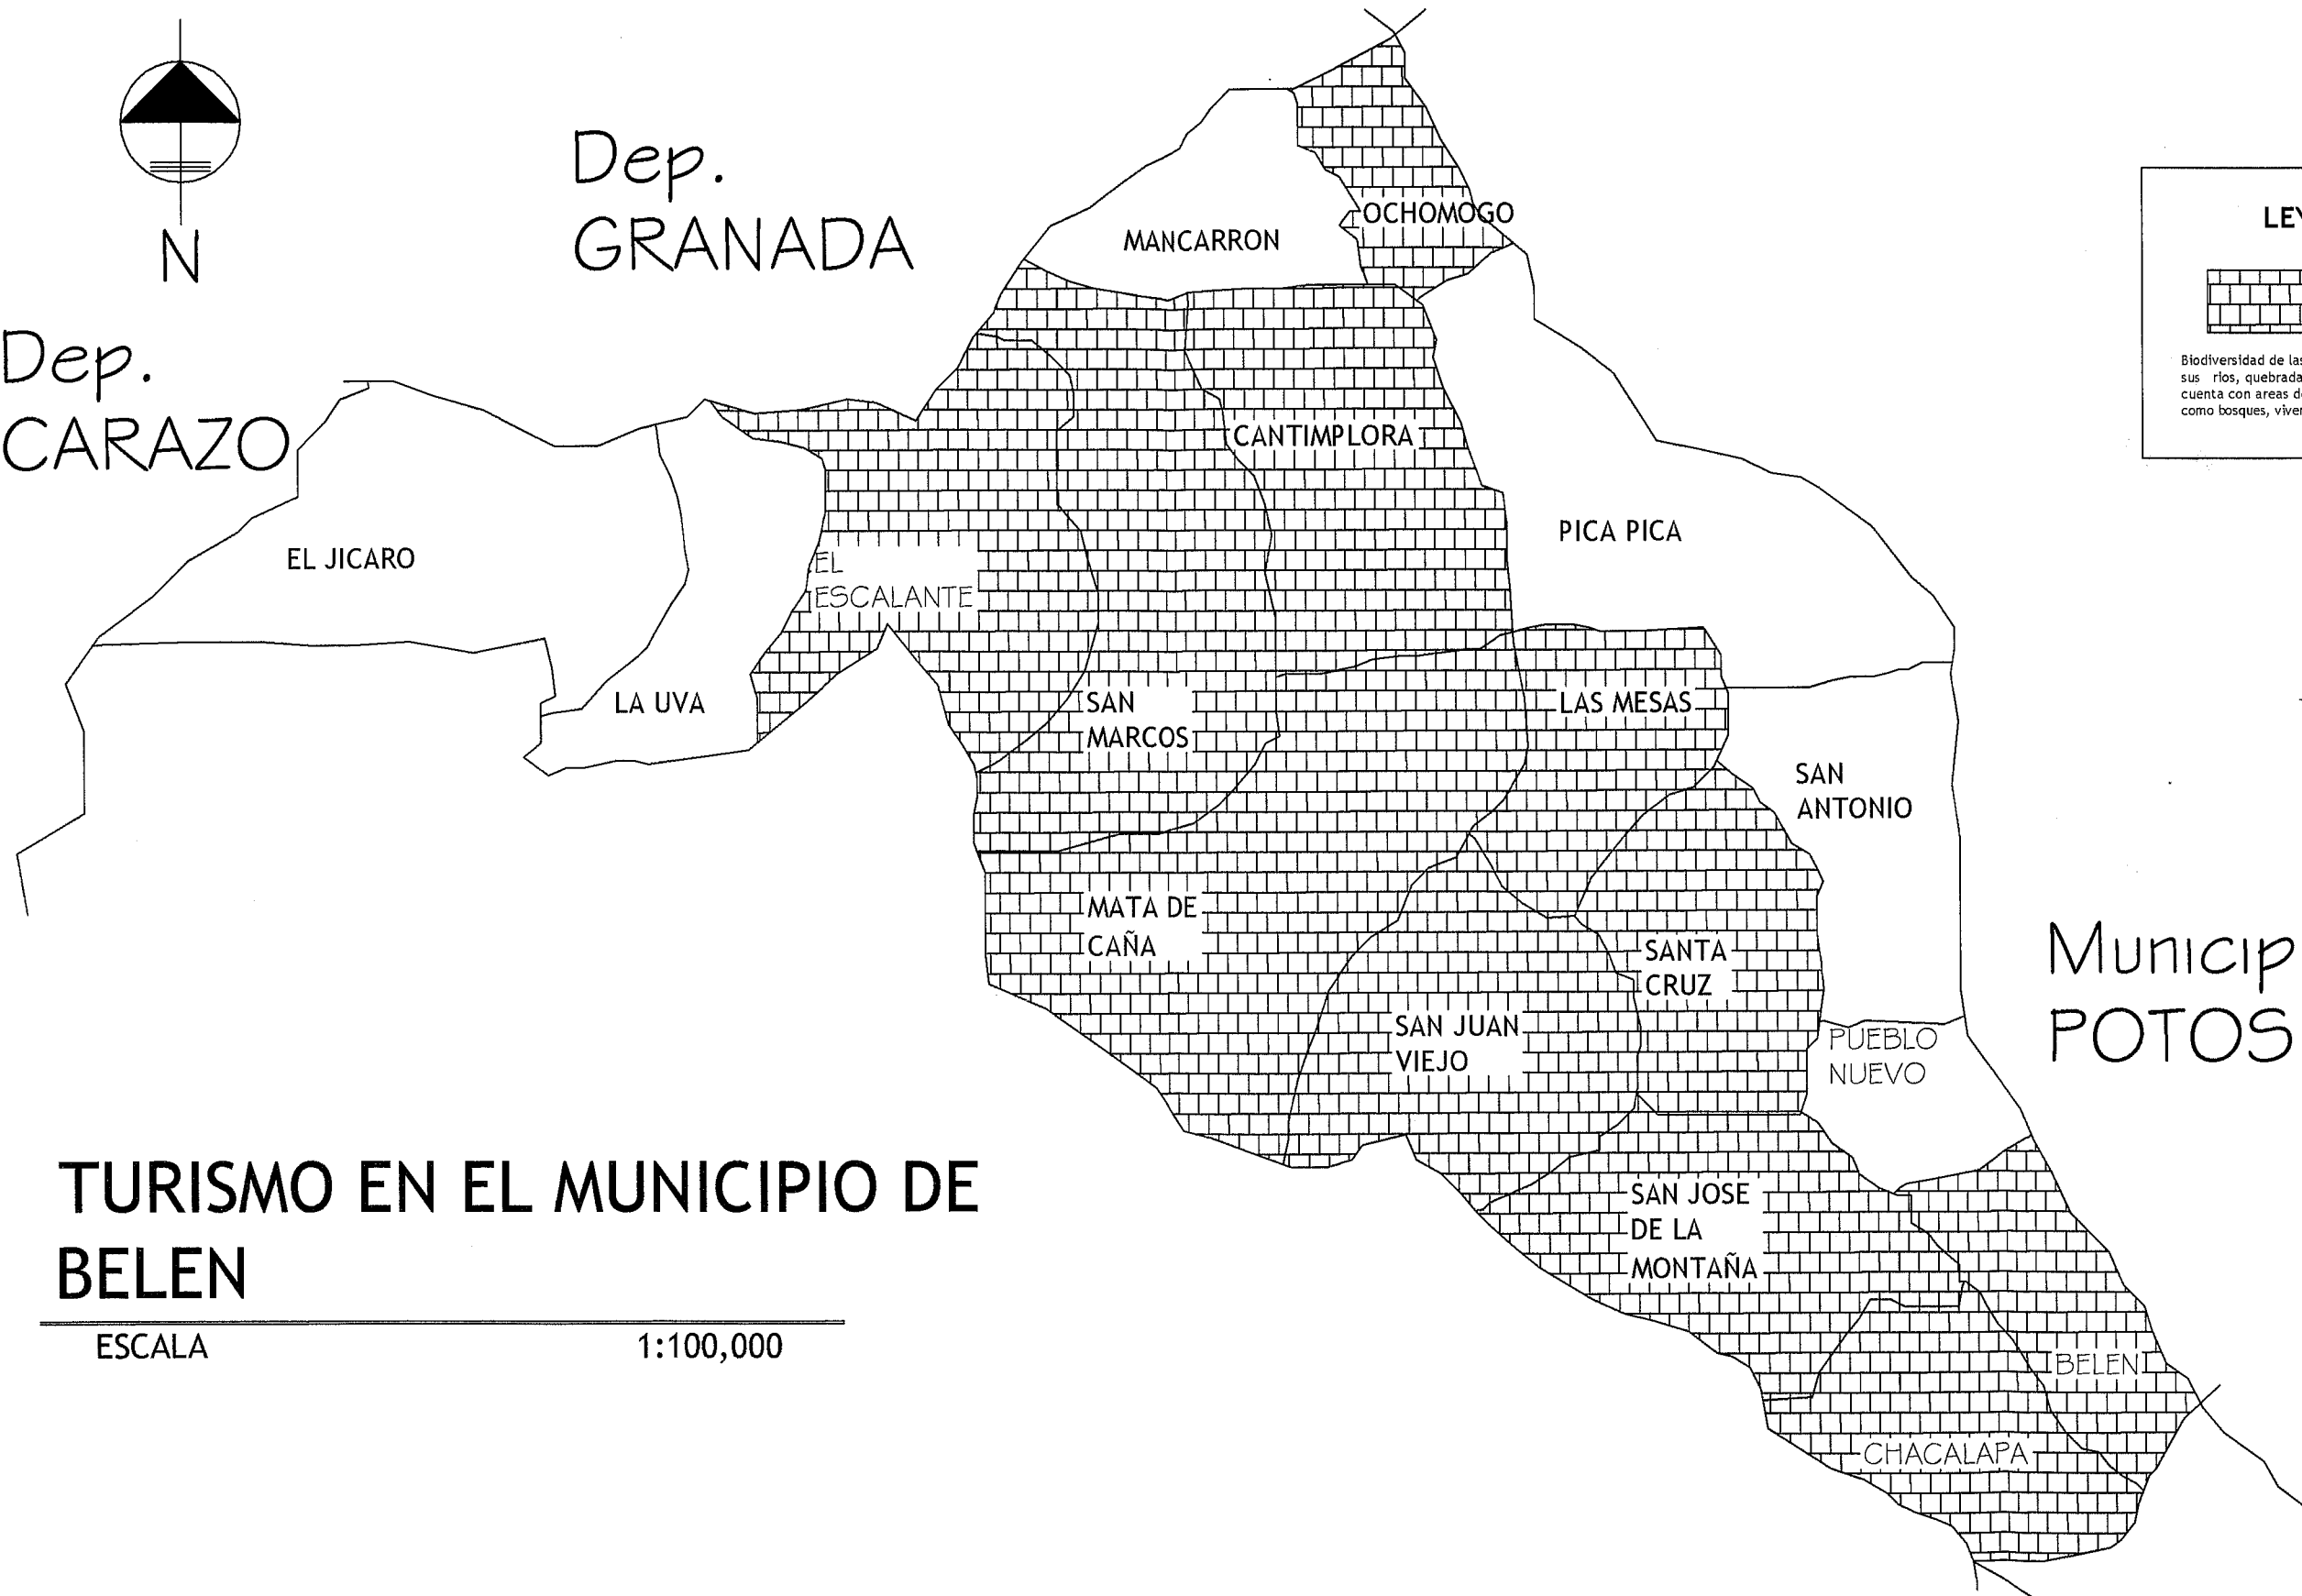 N
Dep.
GRANADA
Dep.
CARAZO
MANCARRON
OCHOMOGO
CANTIMPLORA
PICA PICA
EL JICARO
EL
ESCALANTE
LA UVA
SAN
MARCOS
LAS MESAS
SAN
ANTONIO
MATA DE
CAÑA
SANTA
CRUZ
SAN JUAN
VIEJO
PUEBLO
NUEVO
SAN JOSE
DE LA
MONTAÑA
BELEN
CHACALAPA
Municip
POTOS
LEY
Biodiversidad de las
sus rios, quebrada
cuenta con areas d
como bosques, viver
TURISMO EN EL MUNICIPIO DE
BELEN
ESCALA 1:100,000